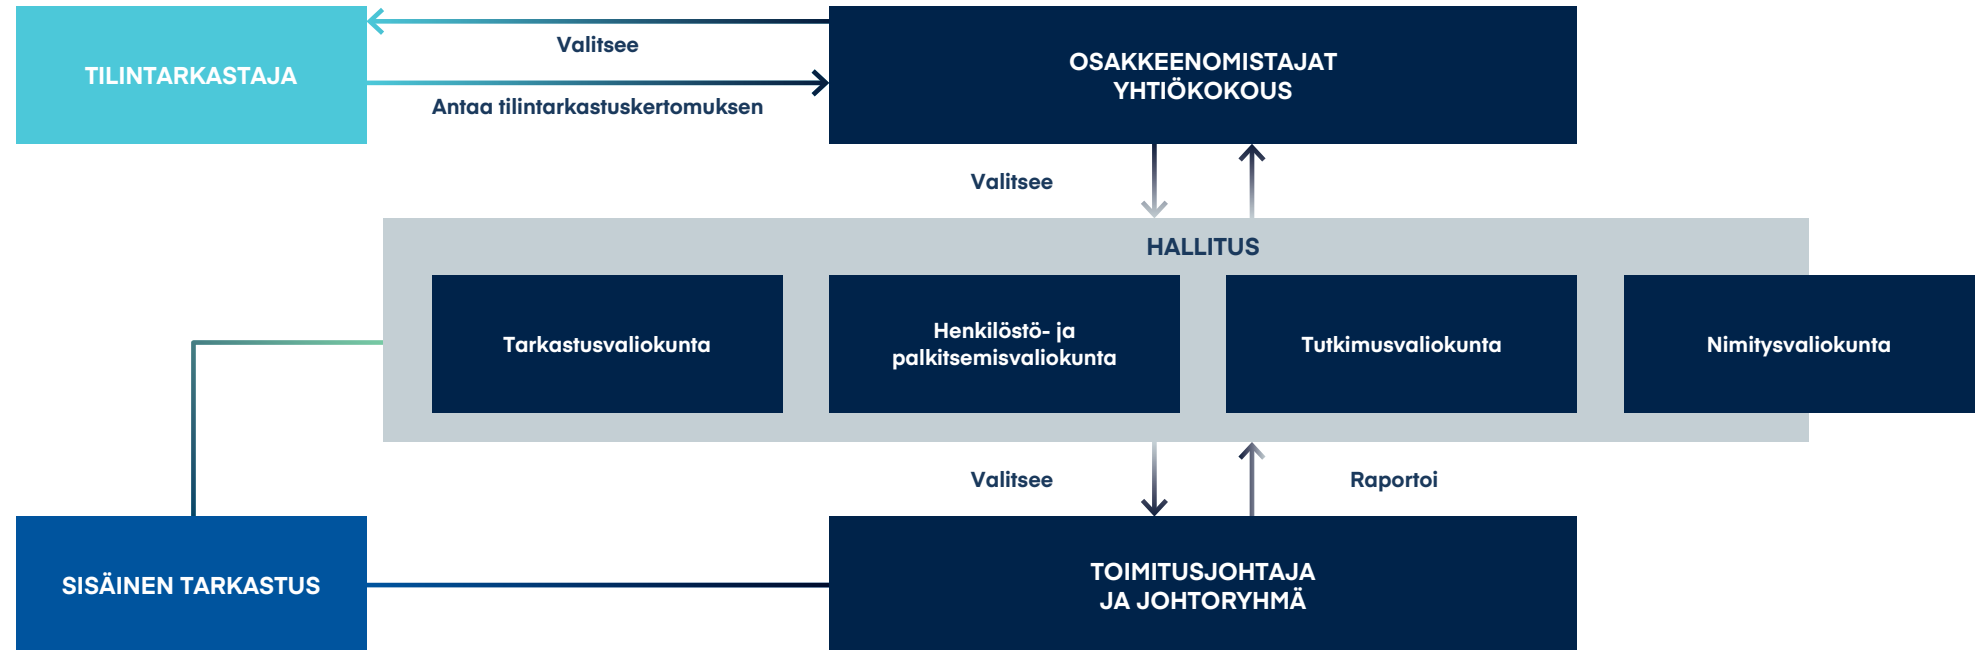 TILINTARKASTAJA
Valitsee
Antaa tilintarkastuskertomuksen
OSAKKEENOMISTAJAT
YHTIÖKOKOUS
Valitsee
HALLITUS
Tarkastusvaliokunta
Henkilöstö- ja
palkitsemisvaliokunta
Tutkimusvaliokunta
Nimitysvaliokunta
Valitsee
Raportoi
SISÄINEN TARKASTUS
TOIMITUSJOHTAJA
JA JOHTORYHMÄ